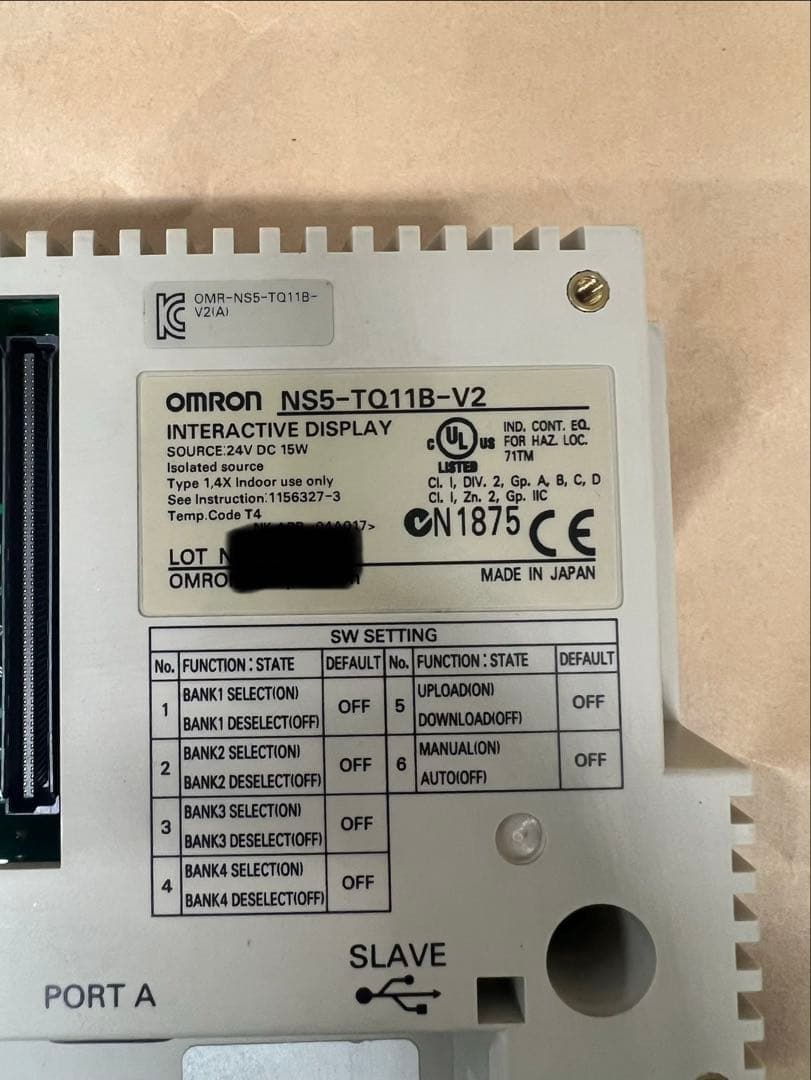 OMR-NS5-TQ11B-
V2(A)
OMRON NS5-TQ11B-V2
INTERACTIVE DISPLAY
SOURCE:24V DC 15W
Isolated source
Type 1,4X Indoor use only
See Instruction:1156327-3
Temp.Code T4
C UL US
LISTED
IND. CONT. EQ.
FOR HAZ. LOC.
71TM
Cl. I, DIV. 2, Gp. A, B, C, D
Cl. I, Zn. 2, Gp. IIC
N1875 CE
LOT
MADE IN JAPAN
SW SETTING
No. FUNCTION:STATE DEFAULT No. FUNCTION:STATE DEFAULT
1 BANK1 SELECT(ON)
BANK1 DESELECT(OFF) OFF
5 UPLOAD(ON)
DOWNLOAD(OFF) OFF
2 BANK2 SELECT(ON)
BANK2 DESELECT(OFF) OFF
6 MANUAL(ON)
AUTO(OFF) OFF
3 BANK3 SELECT(ON)
BANK3 DESELECT(OFF) OFF
4 BANK4 SELECT(ON)
BANK4 DESELECT(OFF) OFF
SLAVE
PORT A